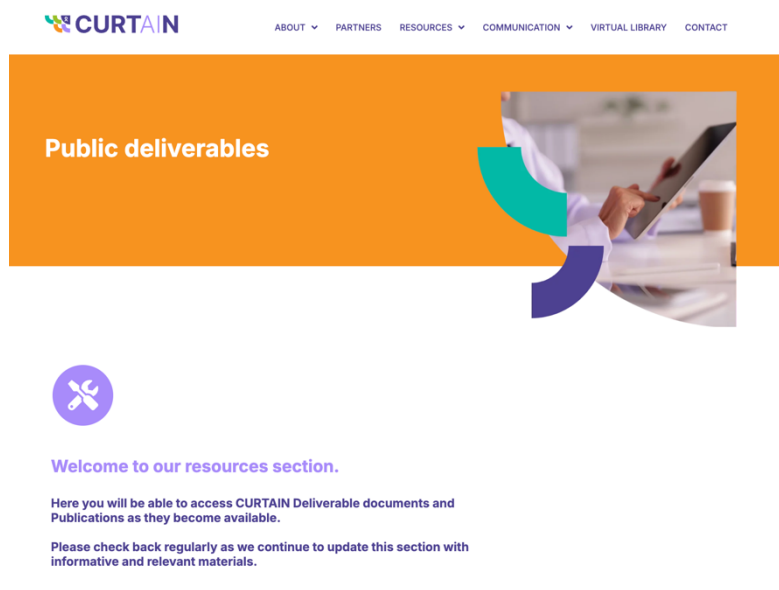 CURTAIN
ABOUT
PARTNERS
RESOURCES
COMMUNICATION
VIRTUAL LIBRARY
CONTACT
Public deliverables
Welcome to our resources section.
Here you will be able to access CURTAIN Deliverable documents and
Publications as they become available.
Please check back regularly as we continue to update this section with
informative and relevant materials.